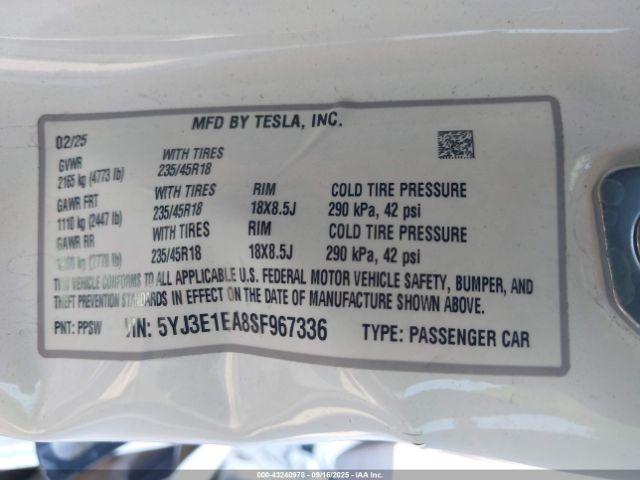 MFD BY TESLA, INC.
02/25
GVWR WITH TIRES
2165 kg (4773 lb) 235/45R18
GAWR FRT WITH TIRES RIM COLD TIRE PRESSURE
1110 kg (2447 lb) 235/45R18 18X8.5J 290 kPa, 42 psi
GAWR RR WITH TIRES RIM COLD TIRE PRESSURE
235/45R18 18X8.5J 290 kPa, 42 psi
THIS VEHICLE CONFORMS TO ALL APPLICABLE U.S. FEDERAL MOTOR VEHICLE SAFETY, BUMPER, AND
THEFT PREVENTION STANDARDS IN EFFECT ON THE DATE OF MANUFACTURE SHOWN ABOVE.
PNT: PPSW VIN: 5YJ3E1EA8SF967336 TYPE: PASSENGER CAR
000-43240978 - 09/16/2025 - IAA Inc.